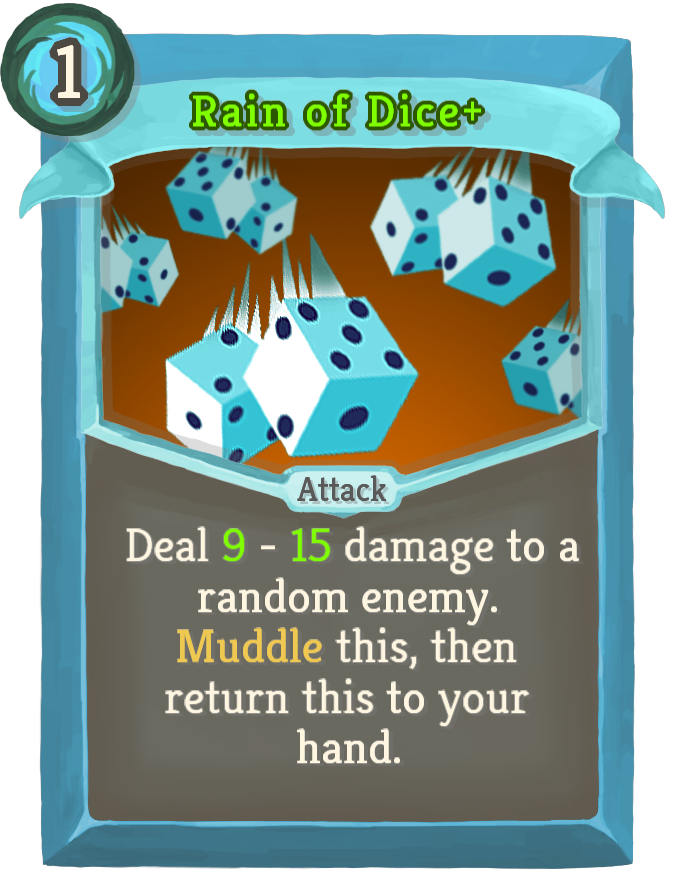 1
Rain of Dice+
Attack
Deal 9 - 15 damage to a
random enemy.
Muddle this, then
return this to your
hand.